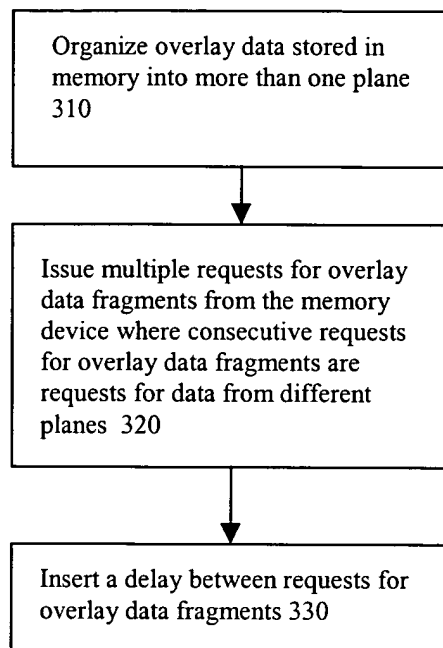 Organize overlay data stored in
memory into more than one plane
310
Issue multiple requests for overlay
data fragments from the memory
device where consecutive requests
for overlay data fragments are
requests for data from different
planes 320
Insert a delay between requests for
overlay data fragments 330